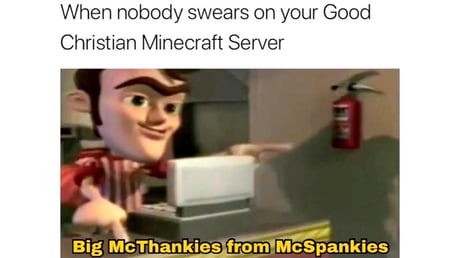 When nobody swears on your Good
Christian Minecraft Server
Big McThankies from McSpankies